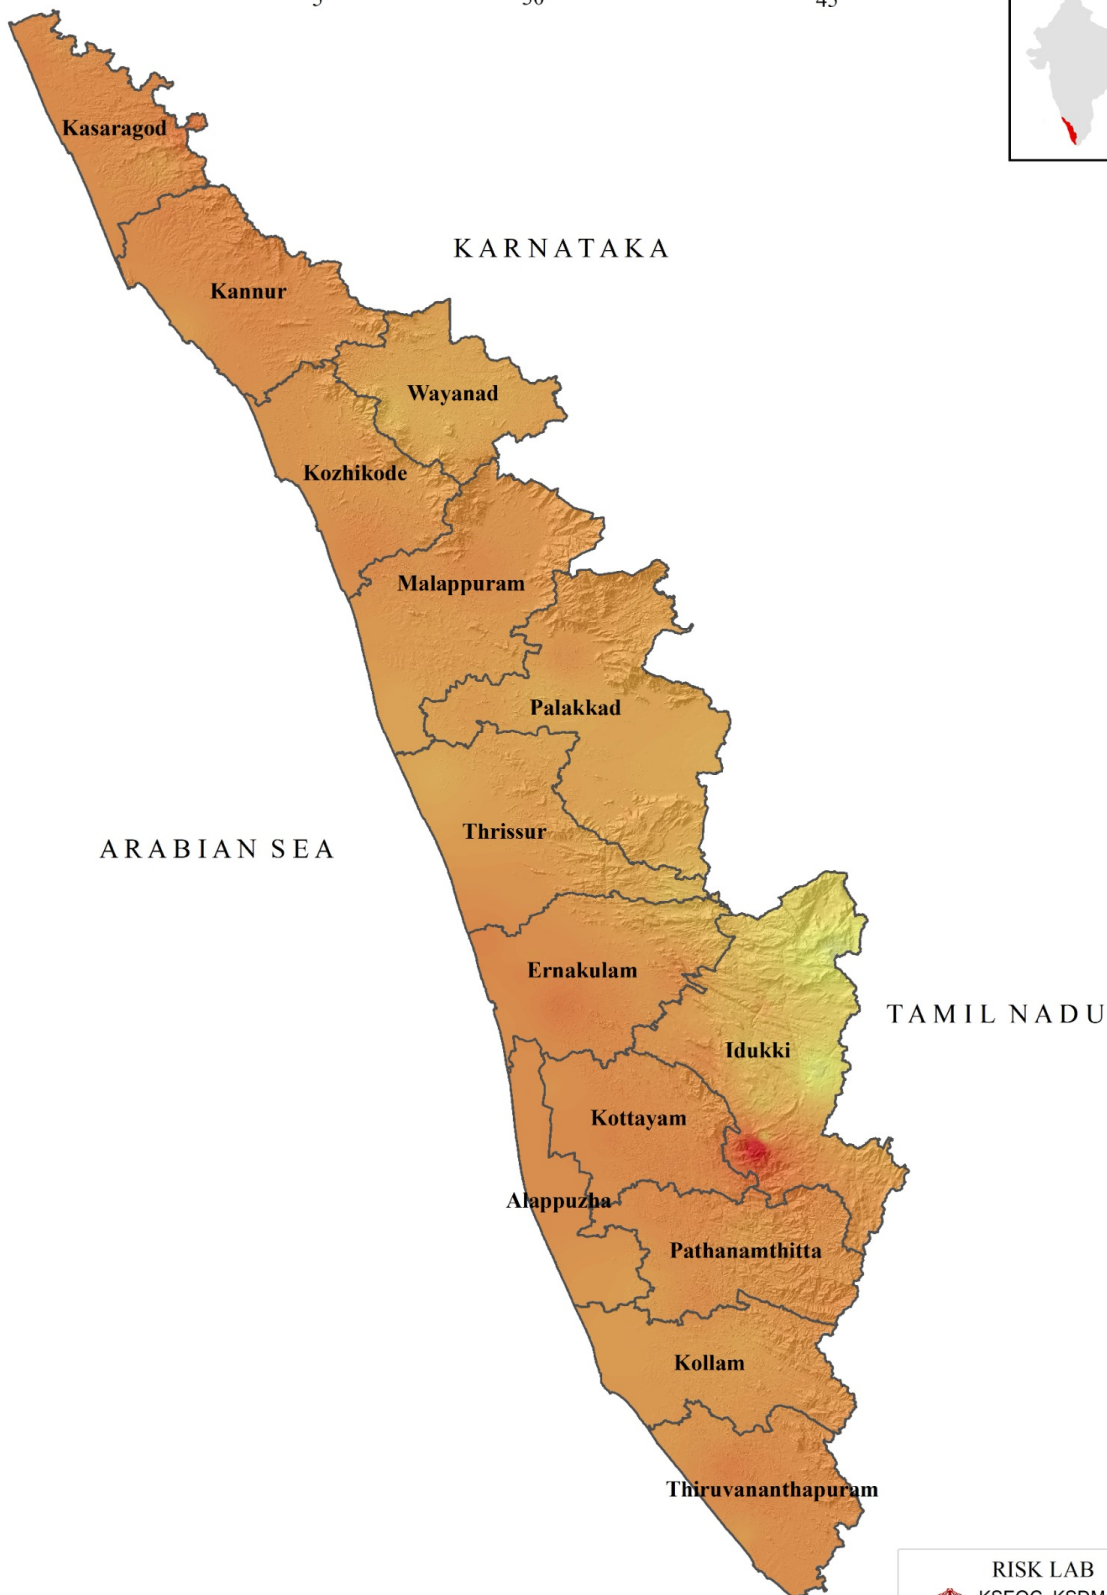 Kasaragod
KARNATAKA
Kannur
Wayanad
Kozhikode
Malappuram
Palakkad
Thrissur
ARABIAN SEA
Ernakulam
TAMIL NADU
Idukki
Kottayam
Alappuzha
Pathanamthitta
Kollam
Thiruvananthapuram
RISK LAB